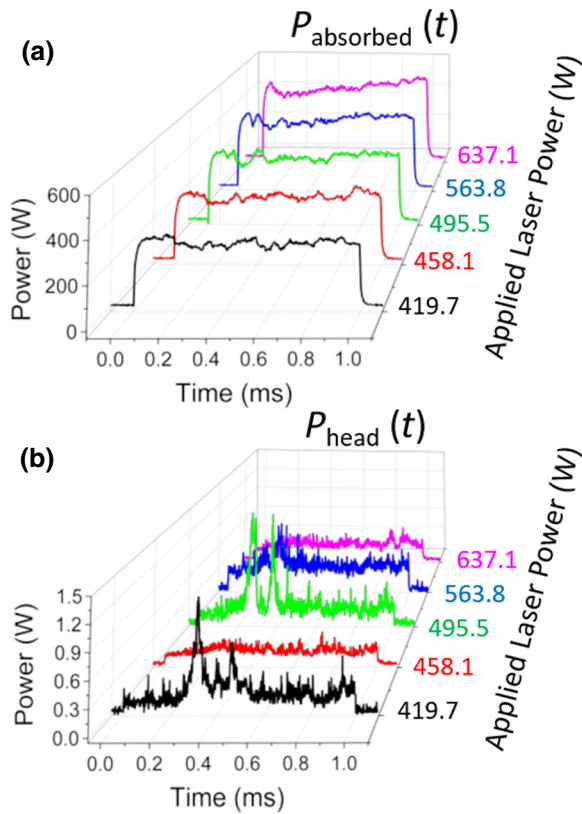 P absorbed (t)
(a)
Power (W)
600
400
200
0
0.0 0.2 0.4 0.6 0.8 1.0
Time (ms)
637.1
563.8
495.5
458.1
419.7
Applied Laser Power (W)
P head (t)
(b)
Power (W)
1.5
1.2
0.9
0.6
0.3
0.0
0.0 0.2 0.4 0.6 0.8 1.0
Time (ms)
637.1
563.8
495.5
458.1
419.7
Applied Laser Power (W)